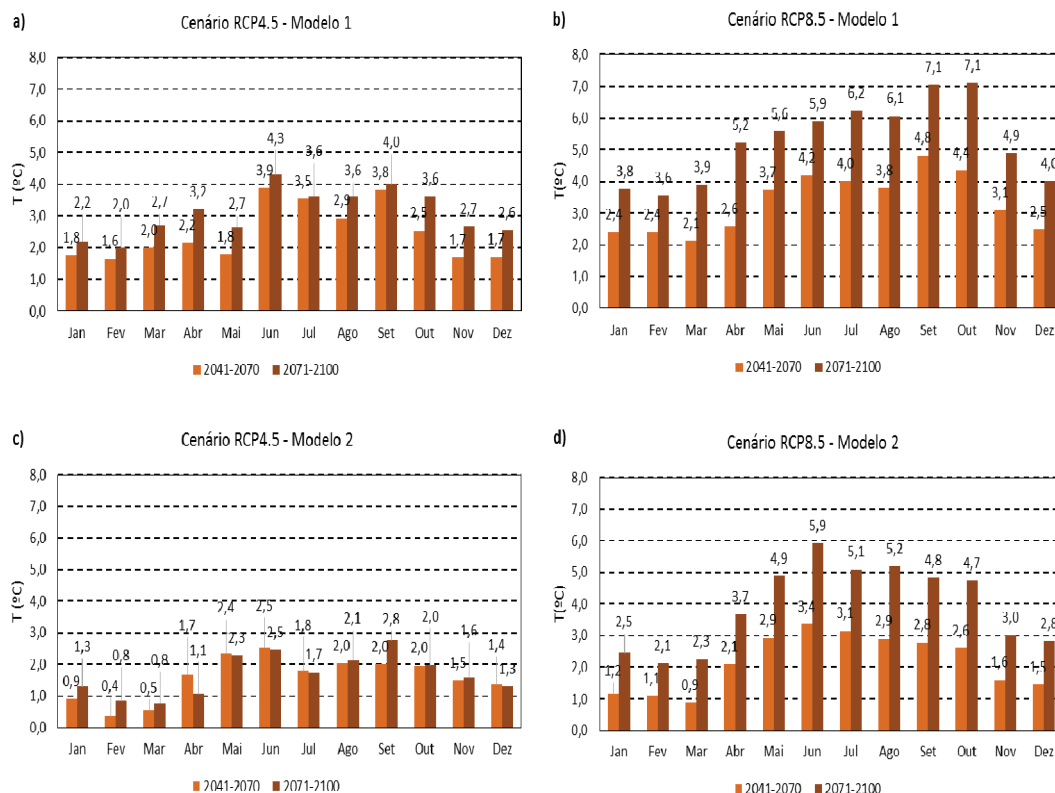 a)
Cenário RCP4.5 - Modelo 1
T (ºC)
8,0
7,0
6,0
5,0
4,0
3,0
2,0
1,0
0,0
1,8 2,2 1,6 2,0 2,0 2,7 2,2 3,2 1,8 2,7 3,9 4,3 3,5 3,6 2,9 3,6 3,8 4,0 2,5 3,6 1,7 2,7 1,7 2,6
Jan Fev Mar Abr Mai Jun Jul Ago Set Out Nov Dez
2041-2070 2071-2100
b)
Cenário RCP8.5 - Modelo 1
T(ºC)
8,0
7,0
6,0
5,0
4,0
3,0
2,0
1,0
0,0
2,4 3,8 2,4 3,6 2,1 3,9 2,6 5,2 3,7 5,6 4,2 5,9 4,0 6,2 3,8 6,1 4,8 7,1 4,4 7,1 3,1 4,9 2,5 4,0
Jan Fev Mar Abr Mai Jun Jul Ago Set Out Nov Dez
2041-2070 2071-2100
c)
Cenário RCP4.5 - Modelo 2
T (ºC)
8,0
7,0
6,0
5,0
4,0
3,0
2,0
1,0
0,0
0,9 1,3 0,4 0,8 0,5 0,8 1,7 1,1 2,4 2,3 2,5 2,5 1,8 1,7 2,0 2,1 2,0 2,8 2,0 2,0 1,5 1,6 1,4 1,3
Jan Fev Mar Abr Mai Jun Jul Ago Set Out Nov Dez
2041-2070 2071-2100
d)
Cenário RCP8.5 - Modelo 2
T(ºC)
8,0
7,0
6,0
5,0
4,0
3,0
2,0
1,0
0,0
1,2 2,5 1,1 2,1 0,9 2,3 2,1 3,7 2,9 4,9 3,4 5,9 3,1 5,1 2,9 5,2 2,8 4,8 2,6 4,7 1,6 3,0 1,5 2,8
Jan Fev Mar Abr Mai Jun Jul Ago Set Out Nov Dez
2041-2070 2071-2100